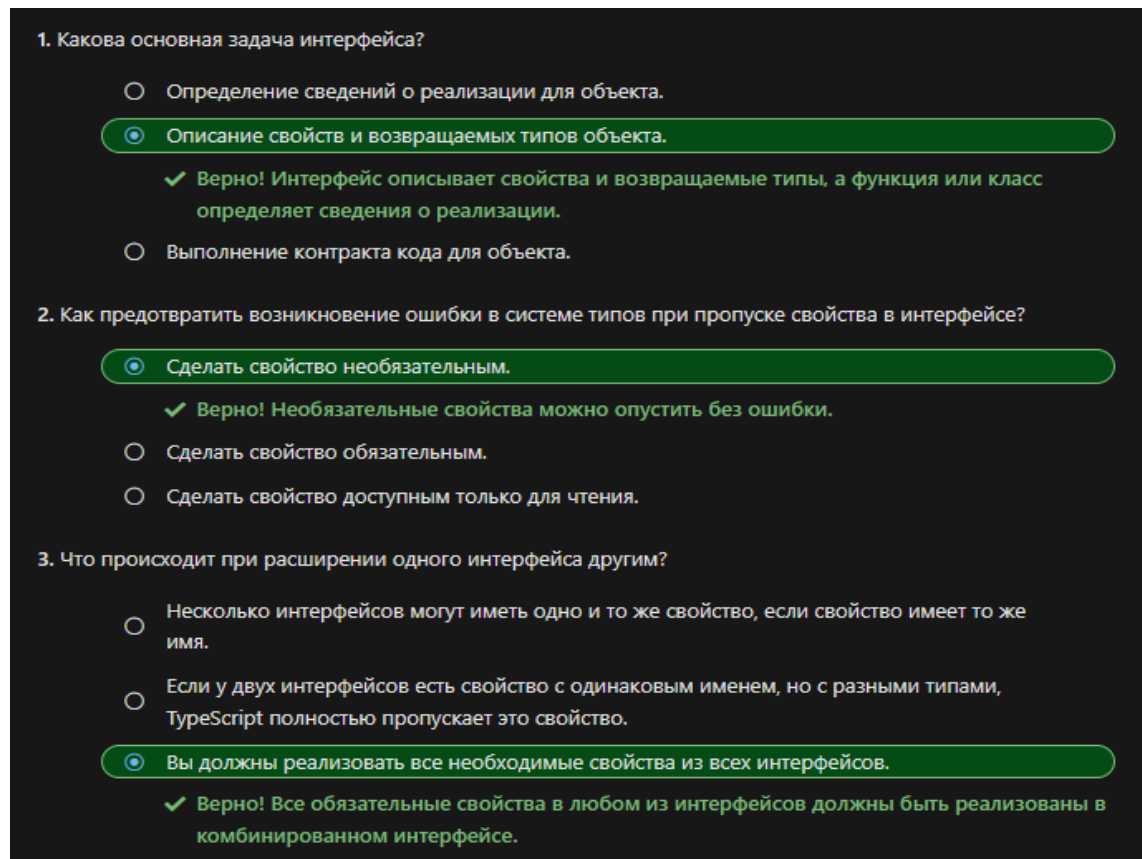 1. Какова основная задача интерфейса?
Определение сведений о реализации для объекта.
Описание свойств и возвращаемых типов объекта.
Верно! Интерфейс описывает свойства и возвращаемые типы, а функция или класс
определяет сведения о реализации.
Выполнение контракта кода для объекта.
2. Как предотвратить возникновение ошибки в системе типов при пропуске свойства в интерфейсе?
Сделать свойство необязательным.
Верно! Необязательные свойства можно опустить без ошибки.
Сделать свойство обязательным.
Сделать свойство доступным только для чтения.
3. Что происходит при расширении одного интерфейса другим?
Несколько интерфейсов могут иметь одно и то же свойство, если свойство имеет то же
имя.
Если у двух интерфейсов есть свойство с одинаковым именем, но с разными типами,
TypeScript полностью пропускает это свойство.
Вы должны реализовать все необходимые свойства из всех интерфейсов.
Верно! Все обязательные свойства в любом из интерфейсов должны быть реализованы в
комбинированном интерфейсе.